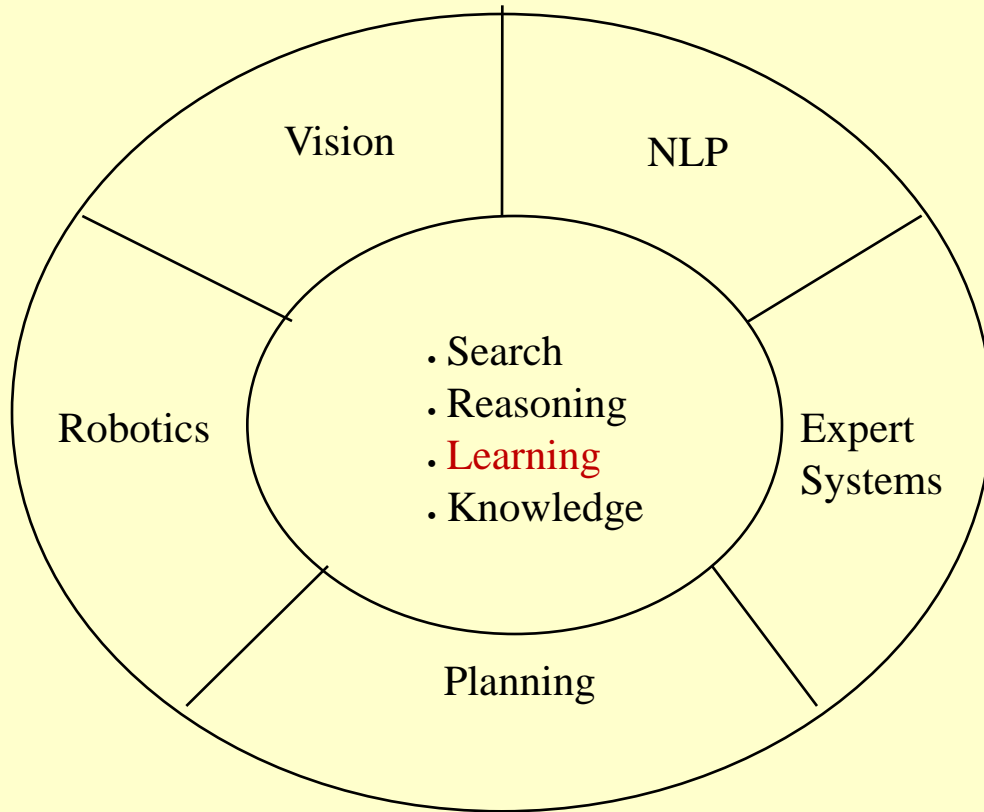 Vision
NLP
• Search
• Reasoning
• Learning
• Knowledge
Robotics
Expert
Systems
Planning